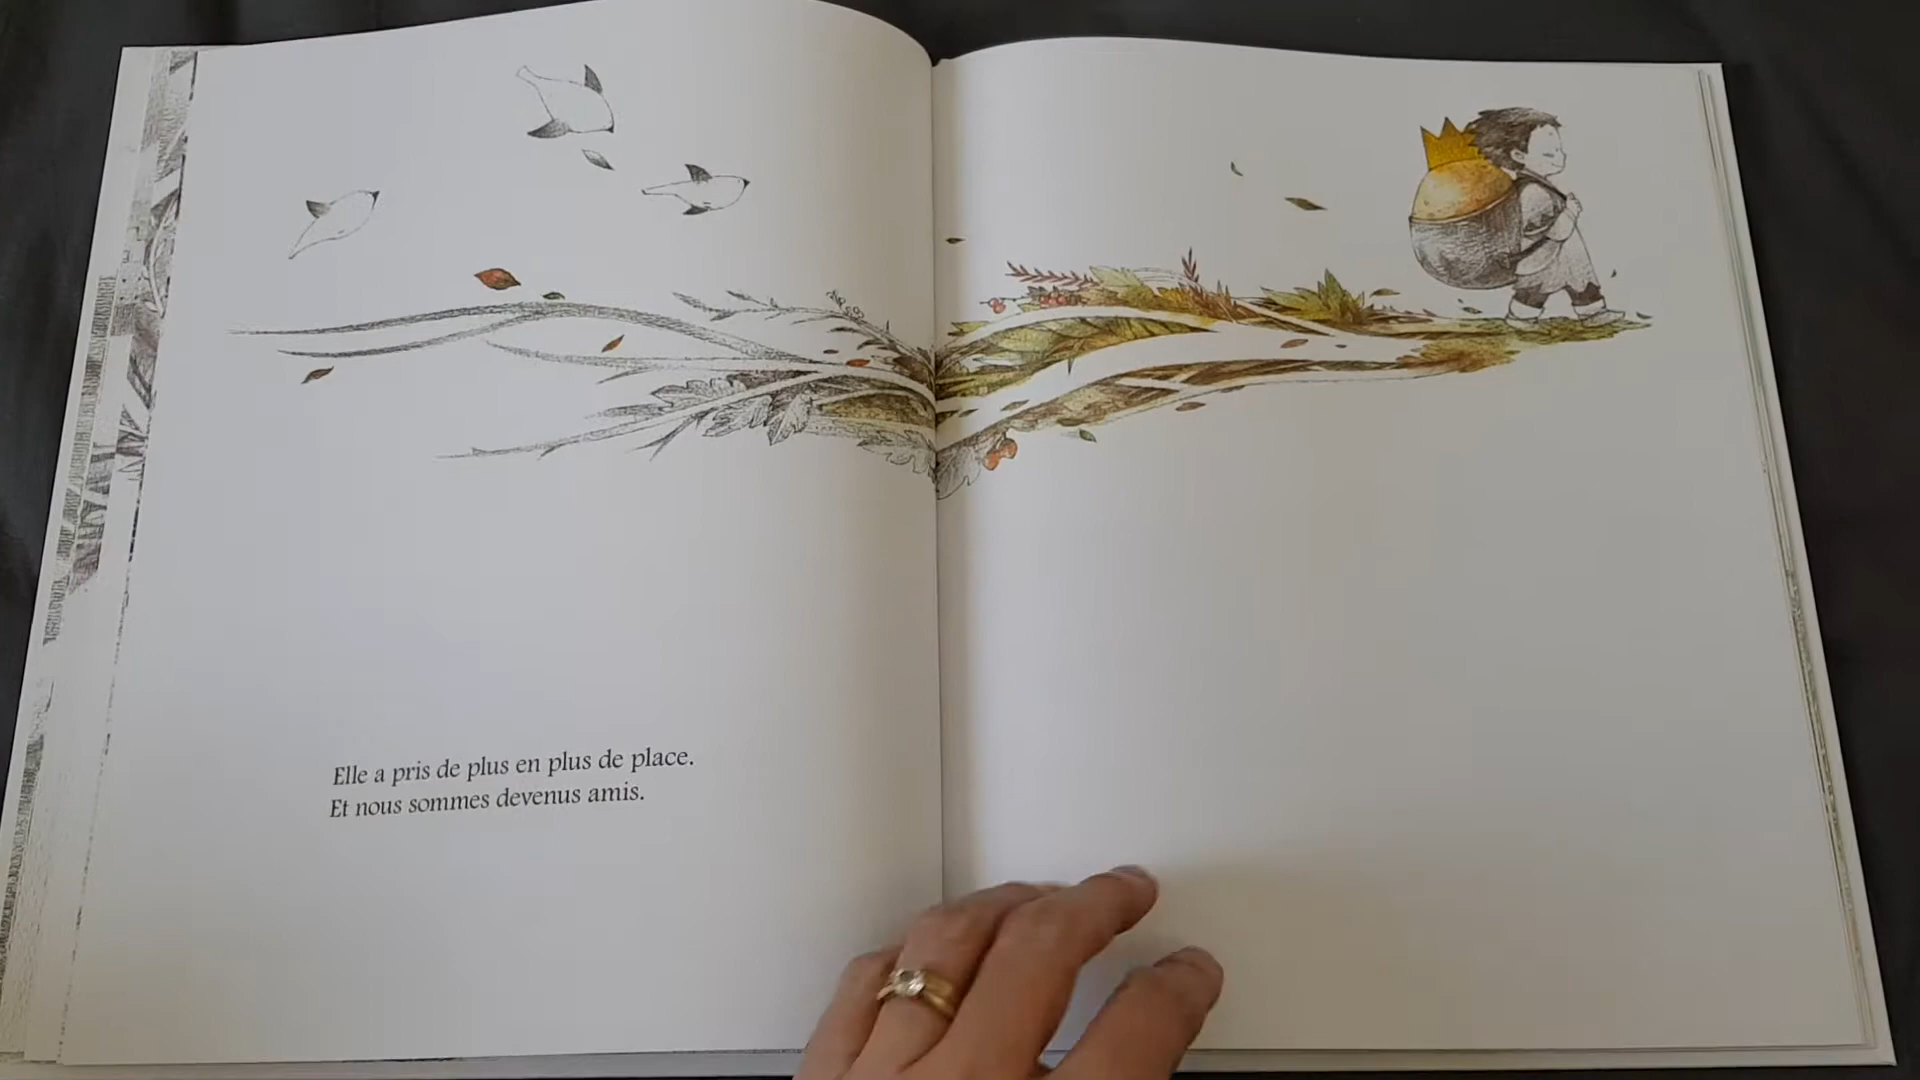 Elle a pris de plus en plus de place.
Et nous sommes devenus amis.